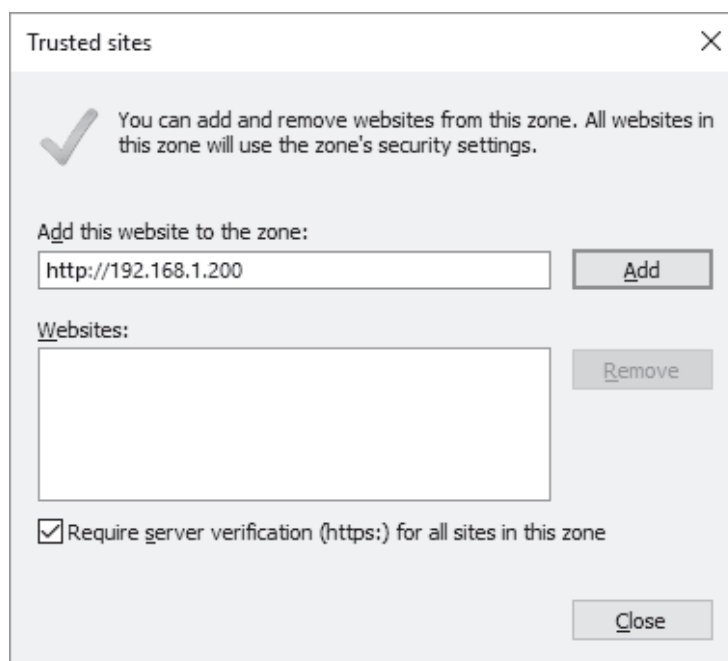 Trusted sites
You can add and remove websites from this zone. All websites in
this zone will use the zone's security settings.
Add this website to the zone:
http://192.168.1.200
Add
Websites:
Remove
Require server verification (https:) for all sites in this zone
Close